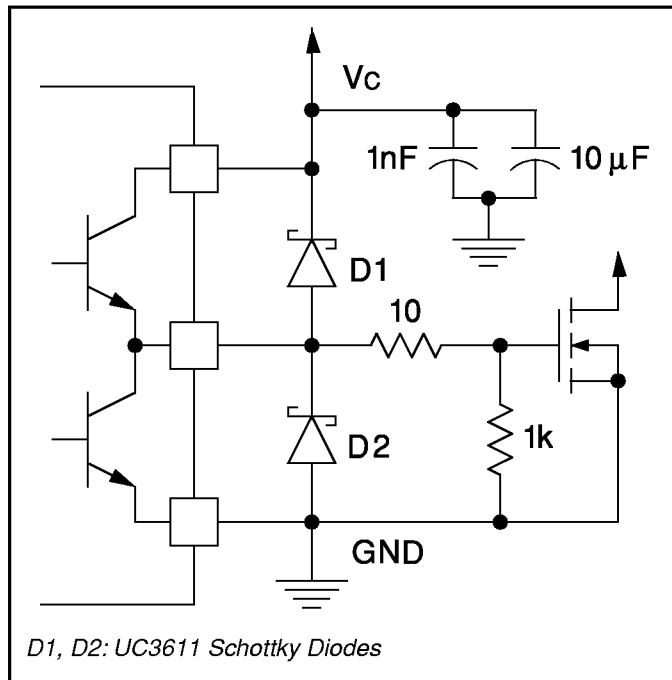 Vc
1nF
10 µF
D1
10
D2
1k
GND
D1, D2: UC3611 Schottky Diodes